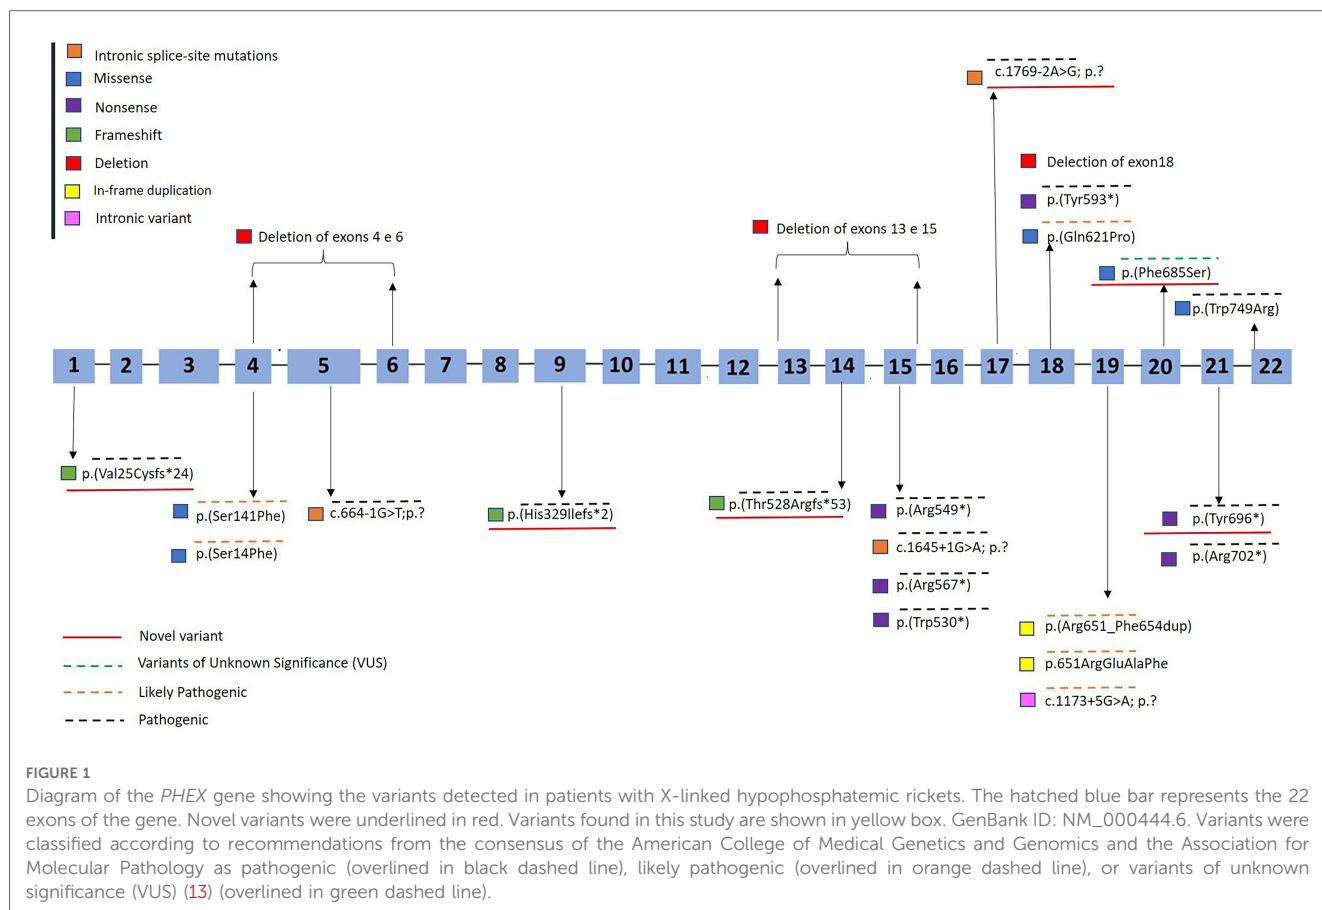 Intronic splice-site mutations
Missense
Nonsense
Frameshift
Deletion
In-frame duplication
Intronic variant
c.1769-2A>G; p.?
Delection of exon18
p.(Tyr593*)
p.(Gln621Pro)
Deletion of exons 4 e 6
Deletion of exons 13 e 15
p.(Phe685Ser)
p.(Trp749Arg)
1 2 3 4 5 6 7 8 9 10 11 12 13 14 15 16 17 18 19 20 21 22
p.(Val25Cysfs*24)
p.(Ser141Phe)
p.(Ser14Phe)
c.664-1G>T;p.?
p.(His329Ilefs*2)
p.(Thr528Argfs*53)
p.(Arg549*)
c.1645+1G>A; p.?
p.(Arg567*)
p.(Trp530*)
p.(Tyr696*)
p.(Arg702*)
p.(Arg651_Phe654dup)
p.651ArgGluAlaPhe
c.1173+5G>A; p.?
Novel variant
Variants of Unknown Significance (VUS)
Likely Pathogenic
Pathogenic
FIGURE 1
Diagram of the PHEX gene showing the variants detected in patients with X-linked hypophosphatemic rickets. The hatched blue bar represents the 22
exons of the gene. Novel variants were underlined in red. Variants found in this study are shown in yellow box. GenBank ID: NM_000444.6. Variants were
classified according to recommendations from the consensus of the American College of Medical Genetics and Genomics and the Association for
Molecular Pathology as pathogenic (overlined in black dashed line), likely pathogenic (overlined in orange dashed line), or variants of unknown
significance (VUS) (13) (overlined in green dashed line).